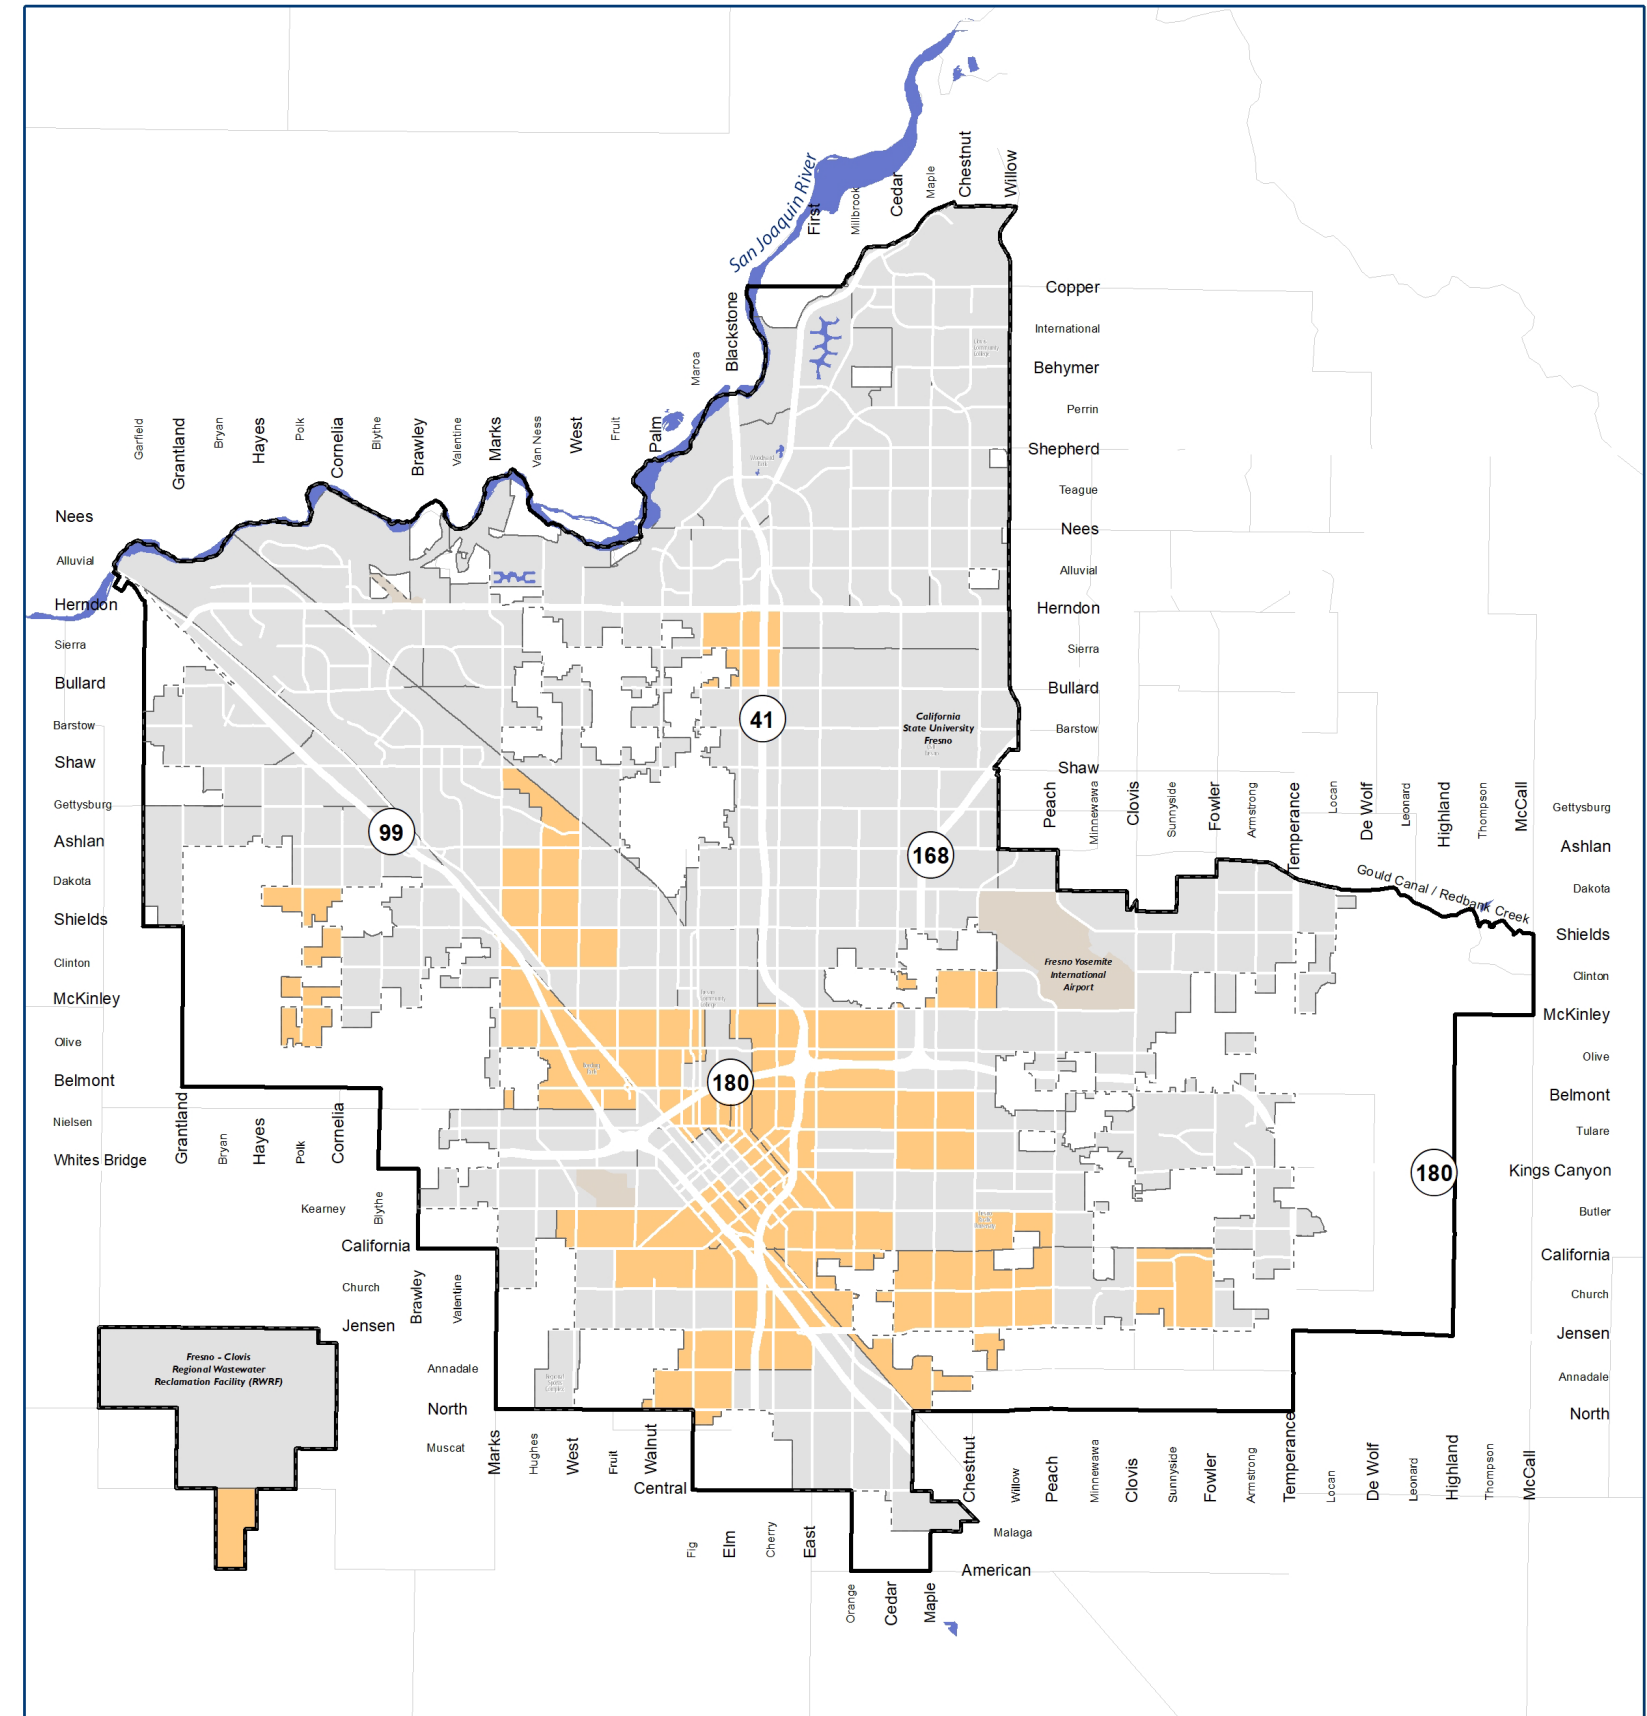 San Joaquin River
First
Millbrook
Cedar
Maple
Chestnut
Willow
Copper
International
Behymer
Perrin
Shepherd
Teague
Nees
Alluvial
Herndon
Sierra
Bullard
Barstow
Shaw
Maroa
Blackstone
Garfield
Grantland
Bryan
Hayes
Polk
Cornelia
Blythe
Brawley
Valentine
Marks
Van Ness
West
Fruit
Palm
Nees
Alluvial
Herndon
Sierra
Bullard
Barstow
Shaw
Gettysburg
Ashlan
Dakota
Shields
Clinton
McKinley
Olive
Belmont
Nielsen
Whites Bridge
41
California
State University
Fresno
99
168
180
180
Peach
Minnewawa
Clovis
Sunnyside
Fowler
Armstrong
Temperance
Locan
De Wolf
Leonard
Highland
Thompson
McCall
Gould Canal / Redbank Creek
Gettysburg
Ashlan
Dakota
Shields
Clinton
McKinley
Olive
Belmont
Tulare
Kings Canyon
Butler
California
Church
Jensen
Annadale
North
Fresno Yosemite
International
Airport
Grantland
Bryan
Hayes
Polk
Cornelia
Kearney
Blythe
California
Church
Brawley
Valentine
Jensen
Annadale
North
Muscat
Fresno - Clovis
Regional Wastewater
Reclamation Facility (RWRF)
Marks
Hughes
West
Fruit
Walnut
Central
Fig
Elm
Cherry
East
Orange
Cedar
Maple
Malaga
American
Chestnut
Willow
Peach
Minnewawa
Clovis
Sunnyside
Fowler
Armstrong
Temperance
Locan
De Wolf
Leonard
Highland
Thompson
McCall